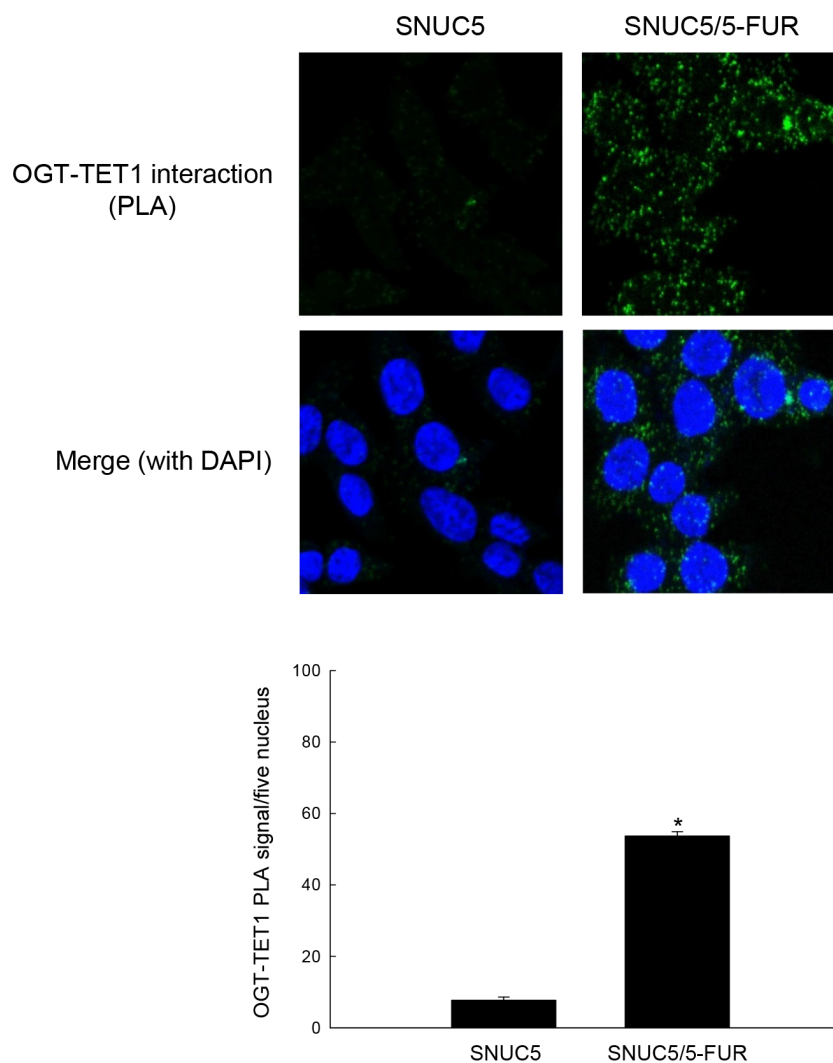 SNUC5 SNUC5/5-FUR
OGT-TET1 interaction
(PLA)
Merge (with DAPI)
OGT-TET1 PLA signal/five nucleus
100
80
60
40
20
0
*
SNUC5 SNUC5/5-FUR